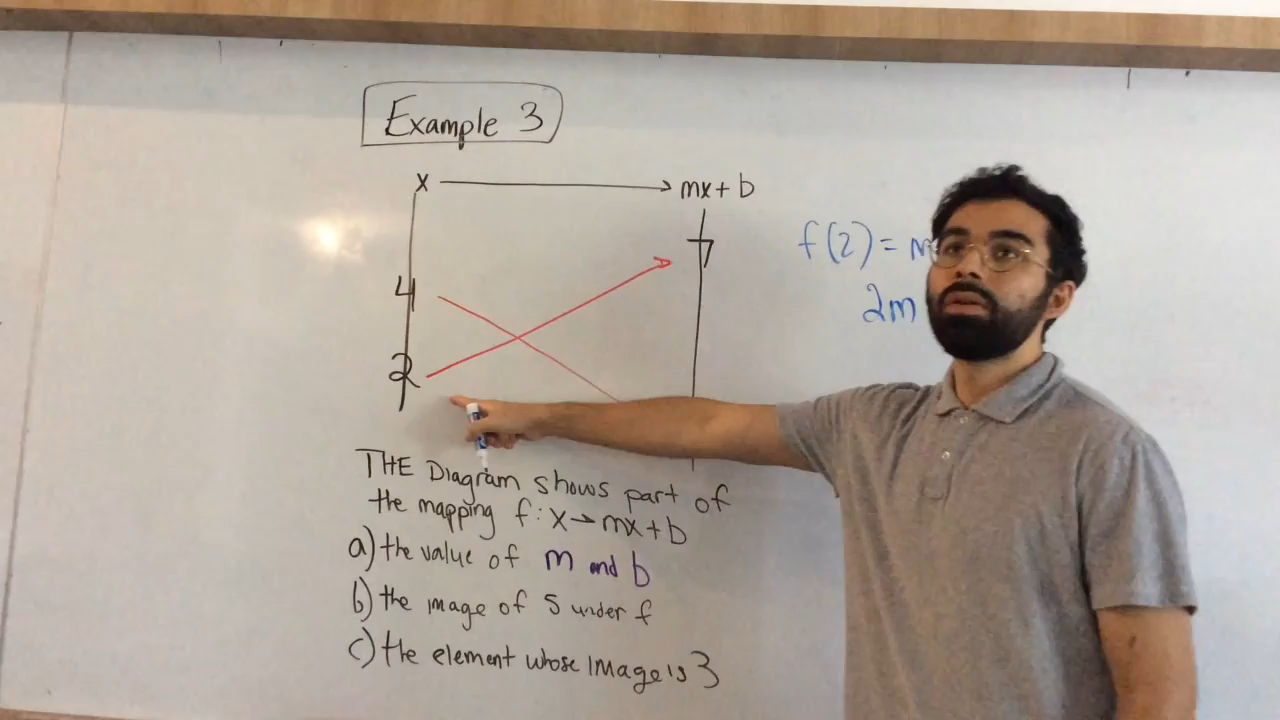 Example 3
x → mx + b
7
f(2) = m
4
2m
2
THE Diagram shows part of
the mapping f : x → mx + b
a) the value of m and b
b) the image of 5 under f
c) the element whose image is 3